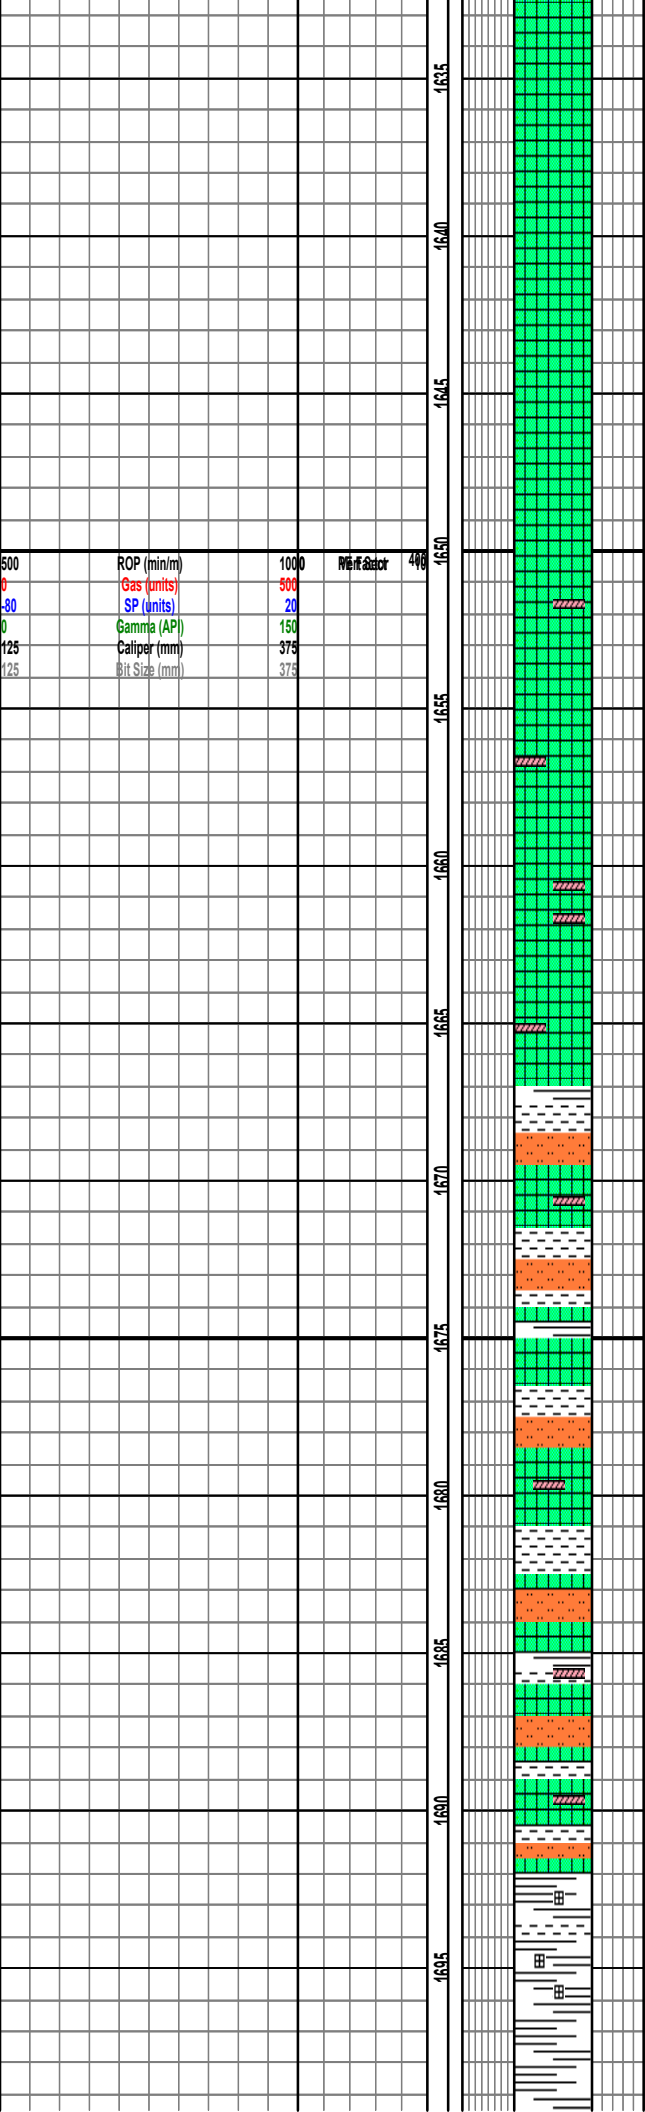 1635
1640
1645
1650
500 ROP (min/m) 1000
0 Gas (units) 500
-80 SP (units) 20
0 Gamma (API) 150
125 Caliper (mm) 375
125 Bit Size (mm) 375
1655
1660
1665
1670
1675
1680
1685
1690
1695